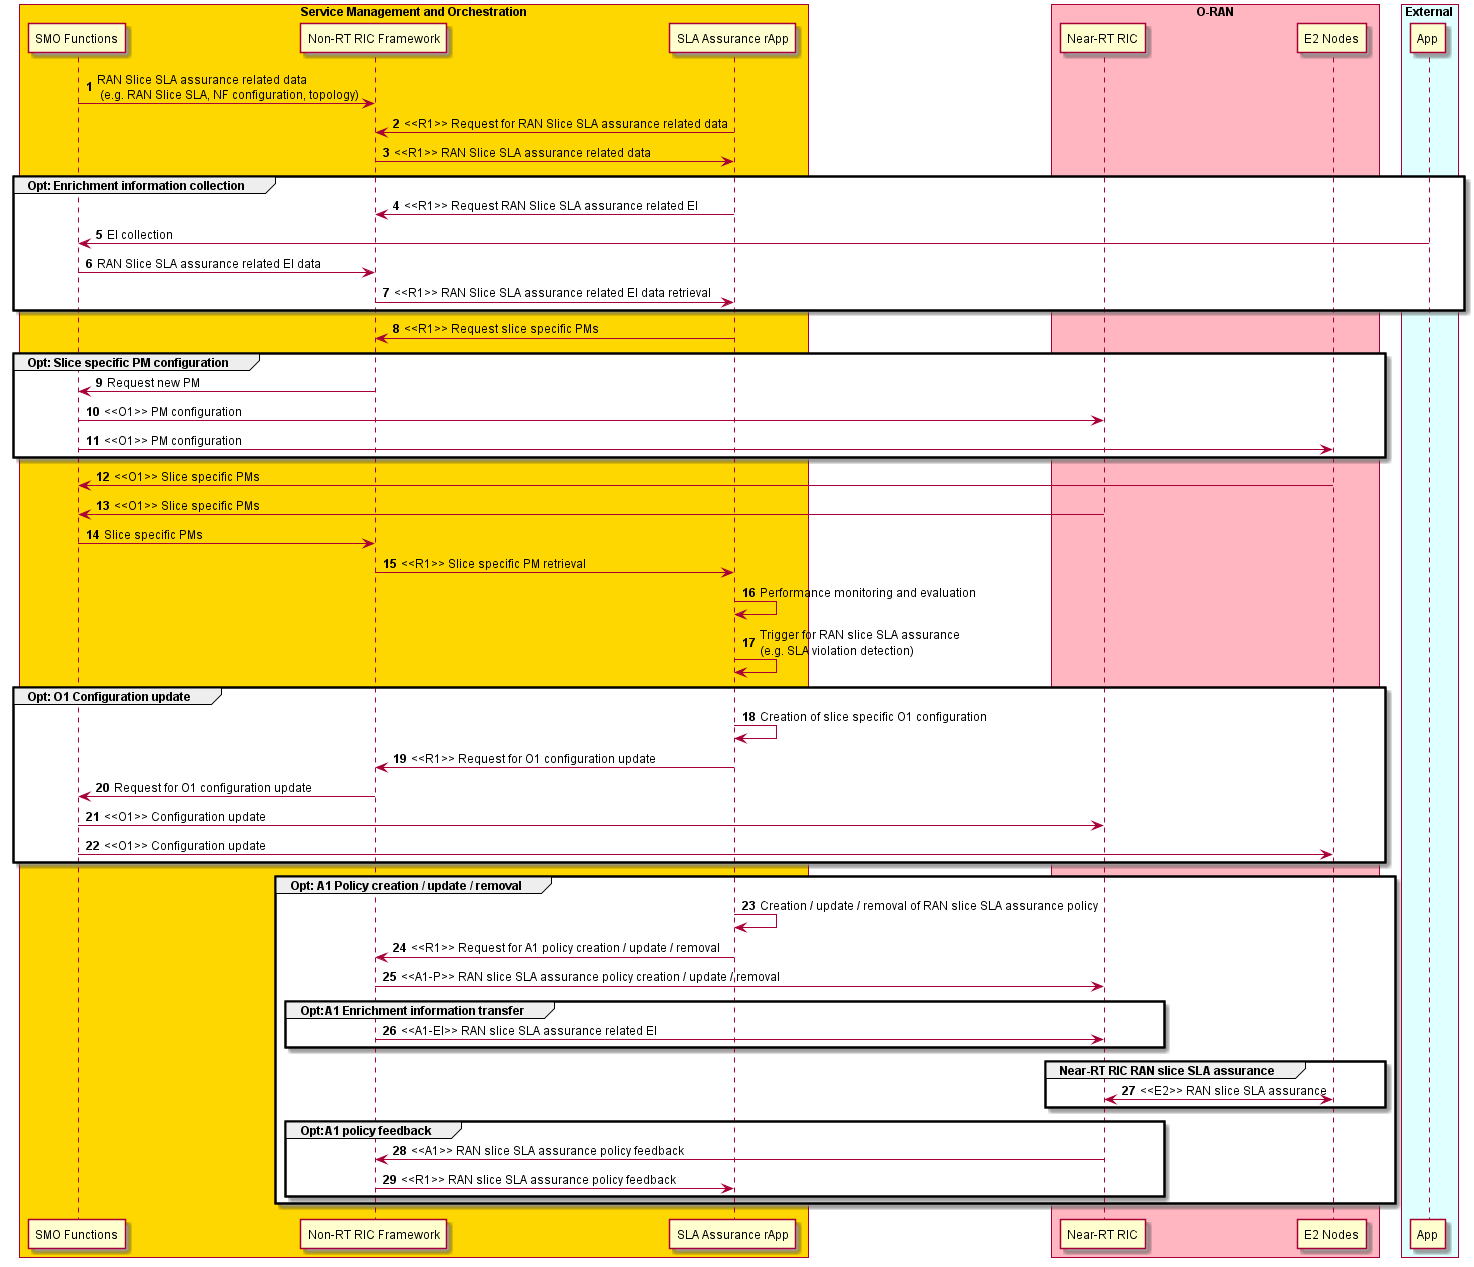 Service Management and Orchestration
O-RAN
External
SMO Functions
Non-RT RIC Framework
SLA Assurance rApp
Near-RT RIC
E2 Nodes
App
1 RAN Slice SLA assurance related data
(e.g. RAN Slice SLA, NF configuration, topology)
2 <<R1>> Request for RAN Slice SLA assurance related data
3 <<R1>> RAN Slice SLA assurance related data
Opt: Enrichment information collection
4 <<R1>> Request RAN Slice SLA assurance related EI
5 EI collection
6 RAN Slice SLA assurance related EI data
7 <<R1>> RAN Slice SLA assurance related EI data retrieval
8 <<R1>> Request slice specific PMs
Opt: Slice specific PM configuration
9 Request new PM
10 <<O1>> PM configuration
11 <<O1>> PM configuration
12 <<O1>> Slice specific PMs
13 <<O1>> Slice specific PMs
14 Slice specific PMs
15 <<R1>> Slice specific PM retrieval
16 Performance monitoring and evaluation
17 Trigger for RAN slice SLA assurance
(e.g. SLA violation detection)
Opt: O1 Configuration update
18 Creation of slice specific O1 configuration
19 <<R1>> Request for O1 configuration update
20 Request for O1 configuration update
21 <<O1>> Configuration update
22 <<O1>> Configuration update
Opt: A1 Policy creation / update / removal
23 Creation / update / removal of RAN slice SLA assurance policy
24 <<R1>> Request for A1 policy creation / update / removal
25 <<A1-P>> RAN slice SLA assurance policy creation / update / removal
Opt:A1 Enrichment information transfer
26 <<A1-EI>> RAN slice SLA assurance related EI
Near-RT RIC RAN slice SLA assurance
27 <<E2>> RAN slice SLA assurance
Opt:A1 policy feedback
28 <<A1>> RAN slice SLA assurance policy feedback
29 <<R1>> RAN slice SLA assurance policy feedback
SMO Functions
Non-RT RIC Framework
SLA Assurance rApp
Near-RT RIC
E2 Nodes
App